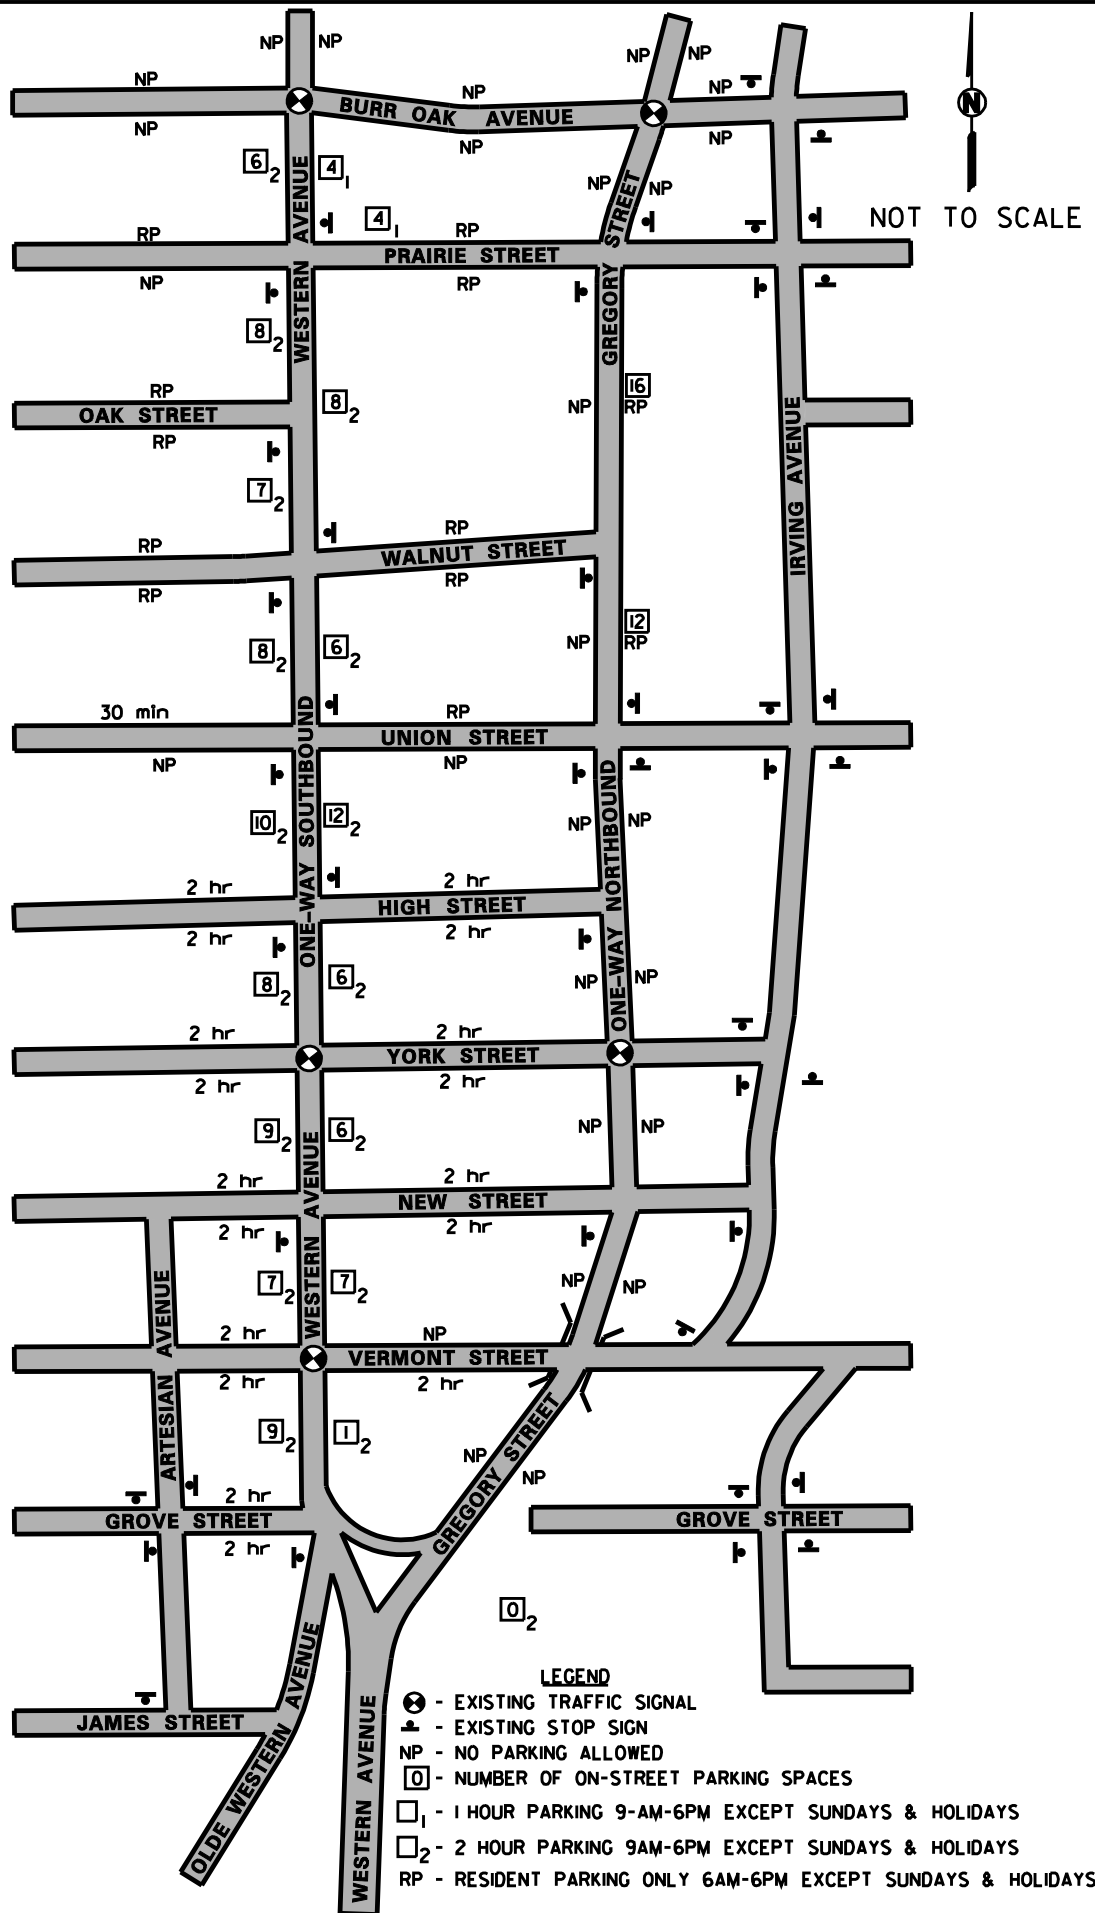 NP NP
NP NP NP NP NP
BURR OAK AVENUE
NP NP NP
6 2 4 1 NP NP
4 1
RP RP
PRAIRIE STREET
NP RP
8 2
RP 8 2 NP 16 RP
OAK STREET
RP
7 2
RP RP
WALNUT STREET
RP RP
8 2 6 2 NP 12 RP
30 min RP
UNION STREET
NP NP
10 2 12 2 NP NP
2 hr 2 hr
HIGH STREET
2 hr 2 hr
8 2 6 2 NP NP
2 hr 2 hr
YORK STREET
2 hr 2 hr
9 2 6 2 NP NP
2 hr 2 hr
NEW STREET
2 hr 2 hr
7 2 7 2 NP NP
2 hr NP
VERMONT STREET
2 hr 2 hr
9 2 1 2 NP NP
2 hr
GROVE STREET GROVE STREET
2 hr
JAMES STREET
WESTERN AVENUE
ONE-WAY SOUTHBOUND
WESTERN AVENUE
GREGORY STREET
ONE-WAY NORTHBOUND
GREGORY STREET
IRVING AVENUE
ARTESIAN AVENUE
OLDE WESTERN AVENUE
WESTERN AVENUE
N
NOT TO SCALE
0 2
LEGEND
- EXISTING TRAFFIC SIGNAL
- EXISTING STOP SIGN
NP - NO PARKING ALLOWED
0 - NUMBER OF ON-STREET PARKING SPACES
1 - 1 HOUR PARKING 9-AM-6PM EXCEPT SUNDAYS & HOLIDAYS
2 - 2 HOUR PARKING 9AM-6PM EXCEPT SUNDAYS & HOLIDAYS
RP - RESIDENT PARKING ONLY 6AM-6PM EXCEPT SUNDAYS & HOLIDAYS